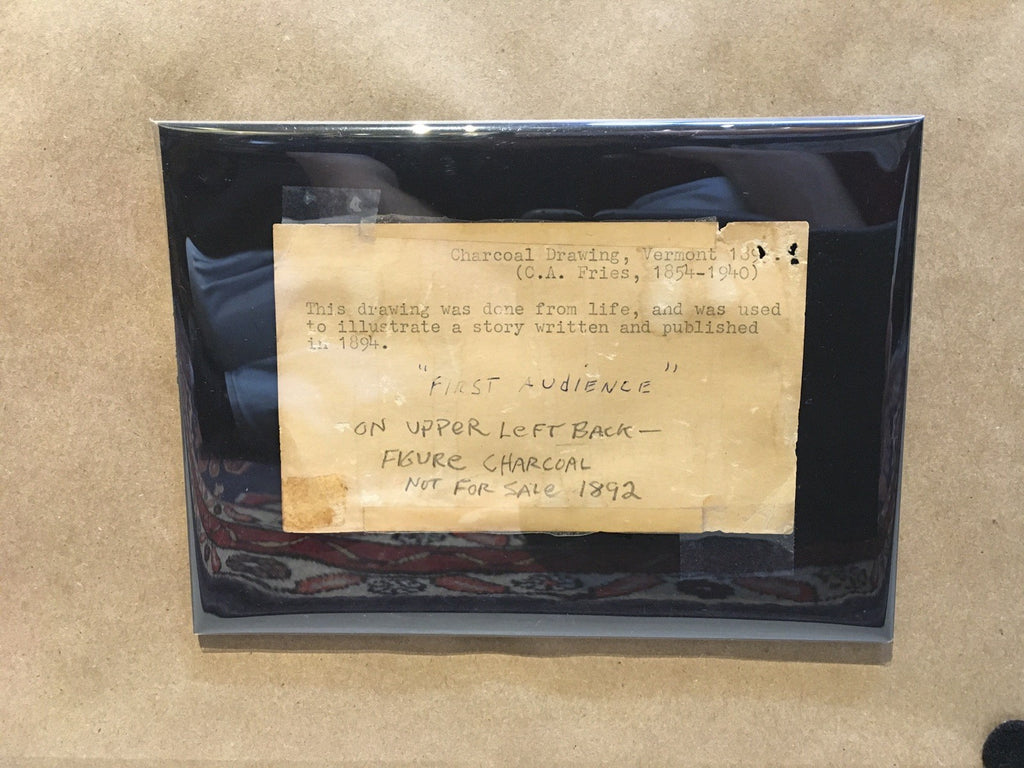 Charcoal Drawing, Vermont
(C.A. Fries, 1854-1940)
This drawing was done from life, and was used
to illustrate a story written and published
in 1894.
"FIRST AUDIENCE"
ON UPPER LEFT BACK—
FIGURE CHARCOAL
NOT FOR SALE 1892